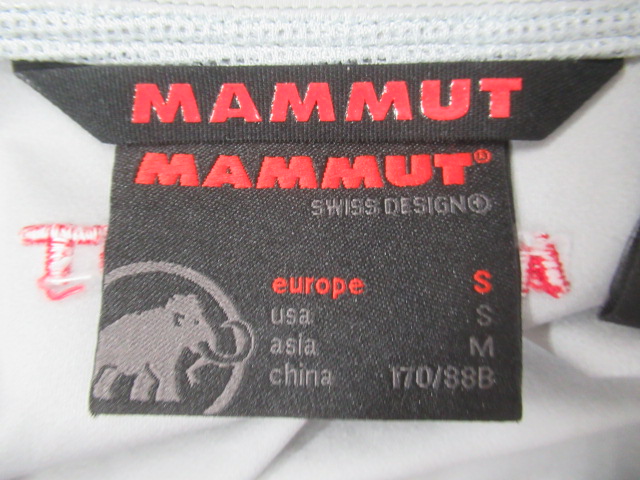 MAMMUT
MAMMUT®
SWISS DESIGN
europe S
usa S
asia M
china 170/88B